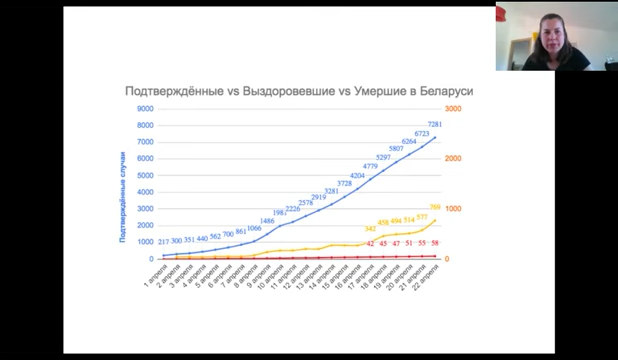 Подтверждённые vs Выздоровевшие vs Умершие в Беларуси
Подтверждённые случаи
9000
8000
7000
6000
5000
4000
3000
2000
1000
0
3000
2000
1000
0
217 300 351 440 562 700 861 1066 1486 1981 2226 2578 2919 3281 3728 4204 4779 5297 5807 6264 6723 7281
342 458 494 514 577 769
42 45 47 51 55 58
1 апреля
2 апреля
3 апреля
4 апреля
5 апреля
6 апреля
7 апреля
8 апреля
9 апреля
10 апреля
11 апреля
12 апреля
13 апреля
14 апреля
15 апреля
16 апреля
17 апреля
18 апреля
19 апреля
20 апреля
21 апреля
22 апреля